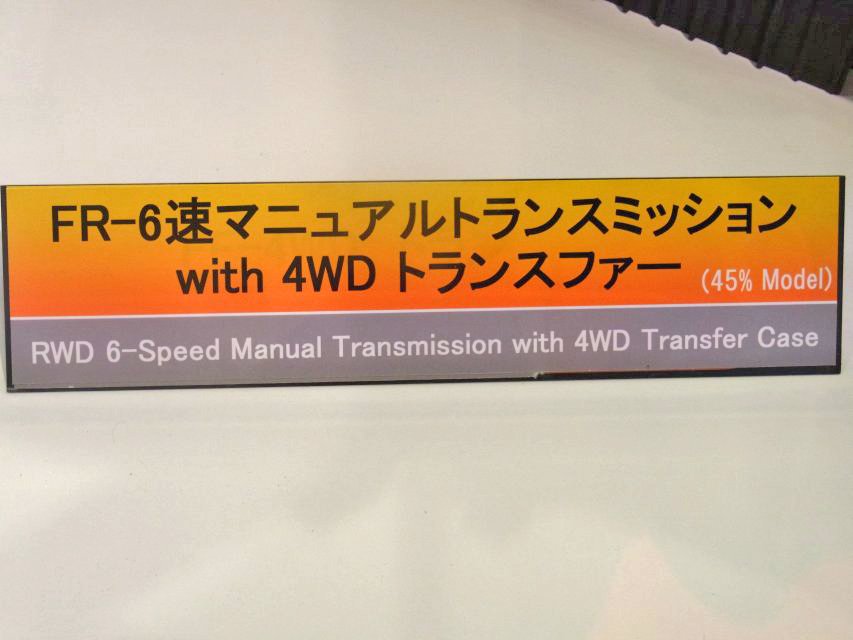 FR-6速マニュアルトランスミッション
with 4WD トランスファー (45% Model)
RWD 6-Speed Manual Transmission with 4WD Transfer Case